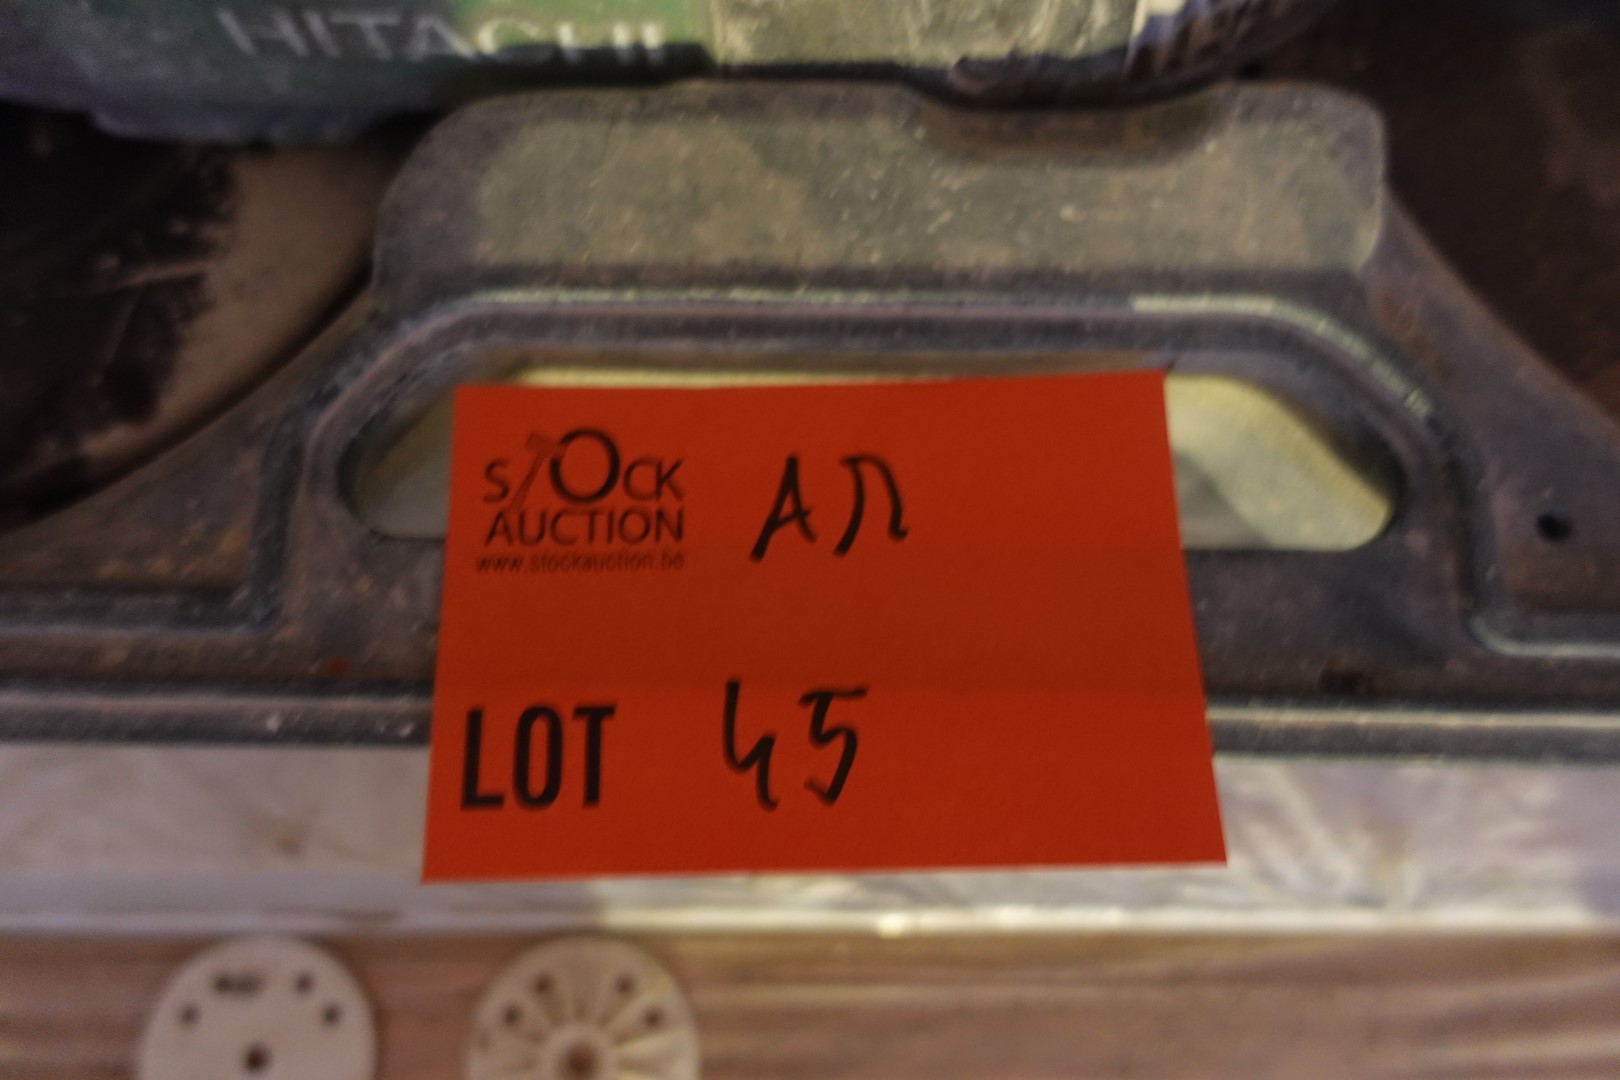 HITACHI
STOCK
AUCTION
www.stockauction.be
LOT 45